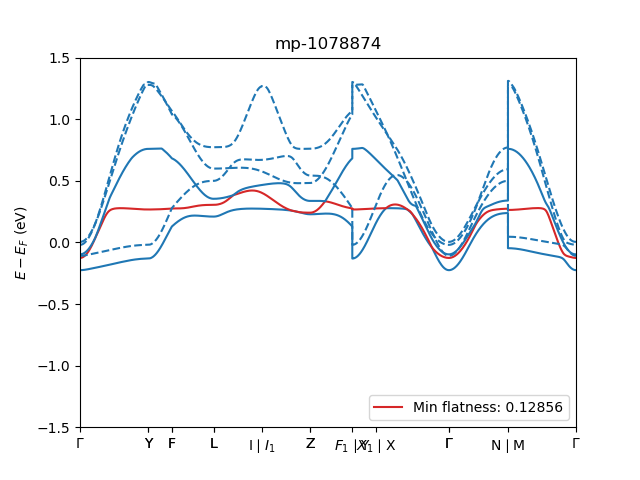 mp-1078874
1.5
1.0
0.5
0.0
−0.5
−1.0
−1.5
E − E_F (eV)
Min flatness: 0.12856
Γ Y F L I | I₁ Z F₁ | X Y₁ | X Γ N | M Γ